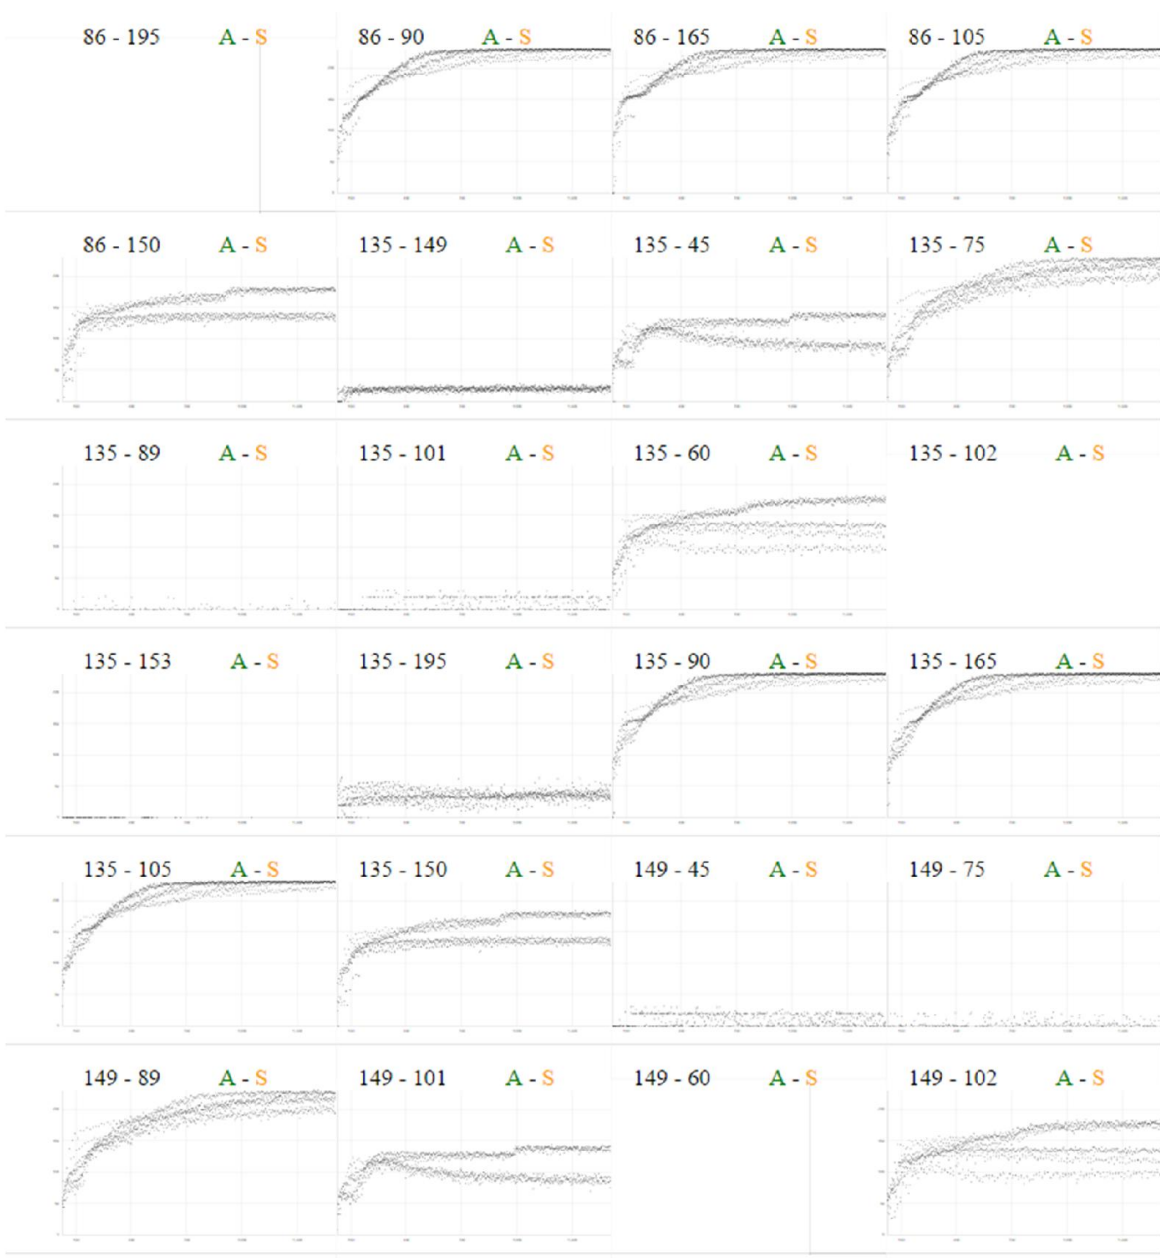 86 - 195 A - S 86 - 90 A - S 86 - 165 A - S 86 - 105 A - S
86 - 150 A - S 135 - 149 A - S 135 - 45 A - S 135 - 75 A - S
135 - 89 A - S 135 - 101 A - S 135 - 60 A - S 135 - 102 A - S
135 - 153 A - S 135 - 195 A - S 135 - 90 A - S 135 - 165 A - S
135 - 105 A - S 135 - 150 A - S 149 - 45 A - S 149 - 75 A - S
149 - 89 A - S 149 - 101 A - S 149 - 60 A - S 149 - 102 A - S